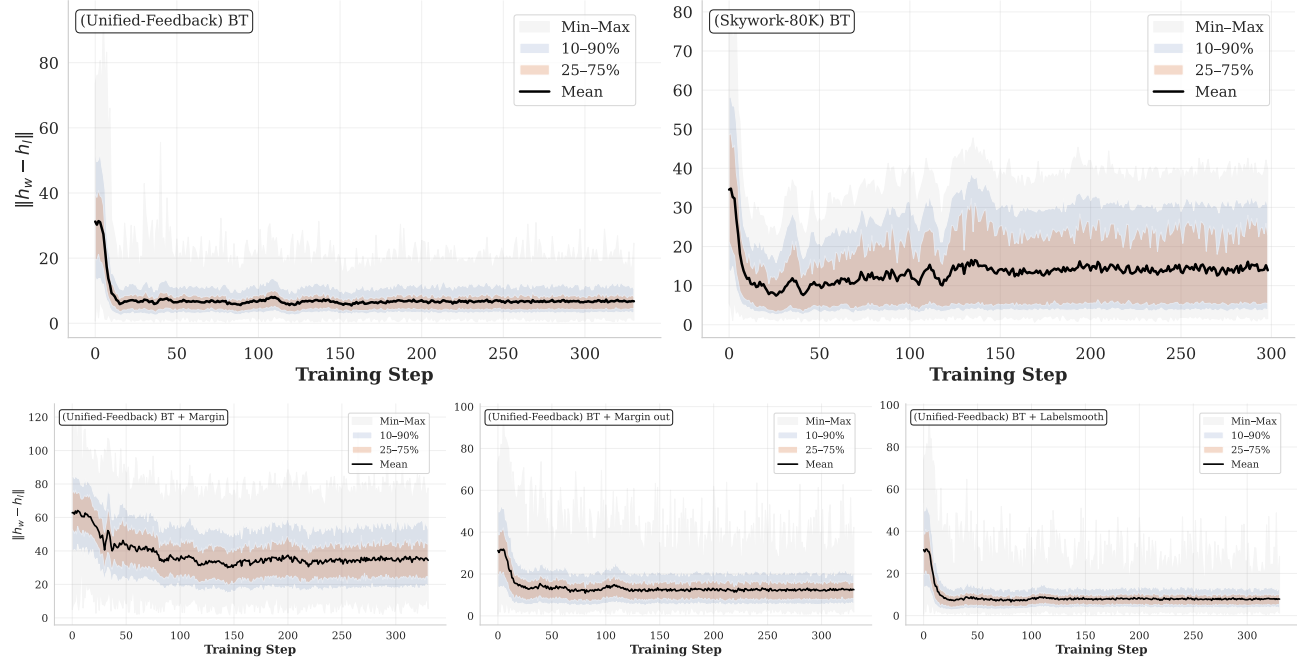 (Unified-Feedback) BT
Min–Max
10–90%
25–75%
Mean
‖h_w − h_l‖
80
60
40
20
0
0 50 100 150 200 250 300
Training Step
(Skywork-80K) BT
Min–Max
10–90%
25–75%
Mean
80
70
60
50
40
30
20
10
0
0 50 100 150 200 250 300
Training Step
(Unified-Feedback) BT + Margin
Min–Max
10–90%
25–75%
Mean
‖h_w − h_l‖
120
100
80
60
40
20
0
0 50 100 150 200 250 300
Training Step
(Unified-Feedback) BT + Margin out
Min–Max
10–90%
25–75%
Mean
100
80
60
40
20
0
0 50 100 150 200 250 300
Training Step
(Unified-Feedback) BT + Labelsmooth
Min–Max
10–90%
25–75%
Mean
100
80
60
40
20
0
0 50 100 150 200 250 300
Training Step